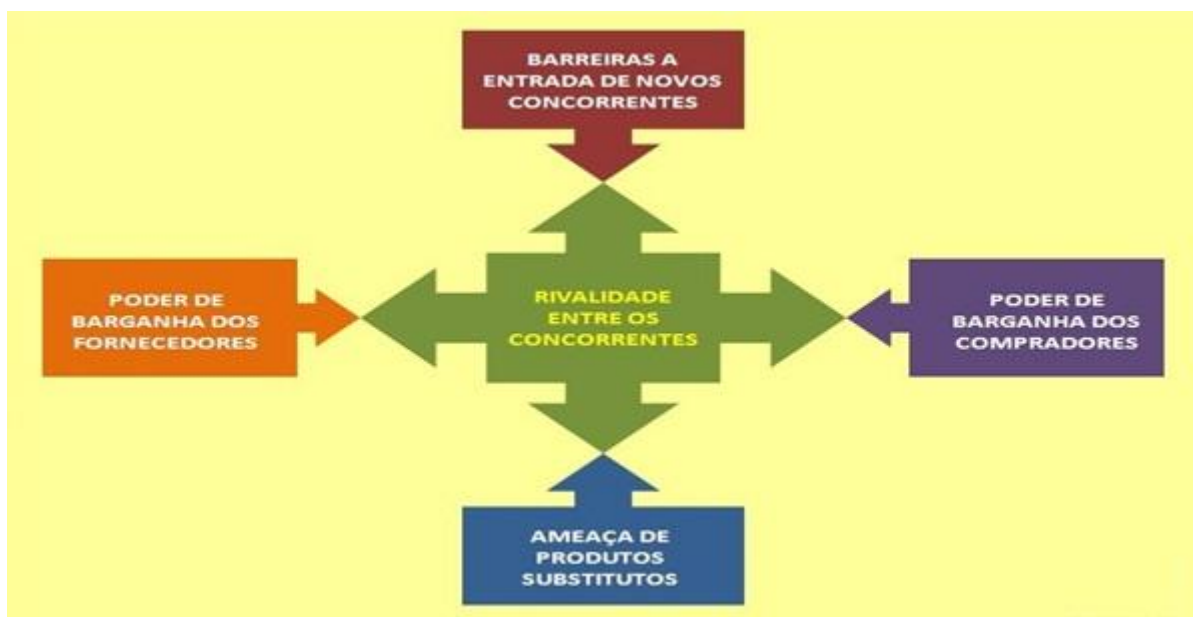 BARREIRAS A
ENTRADA DE NOVOS
CONCORRENTES
PODER DE
BARGANHA DOS
FORNECEDORES
RIVALIDADE
ENTRE OS
CONCORRENTES
PODER DE
BARGANHA DOS
COMPRADORES
AMEAÇA DE
PRODUTOS
SUBSTITUTOS